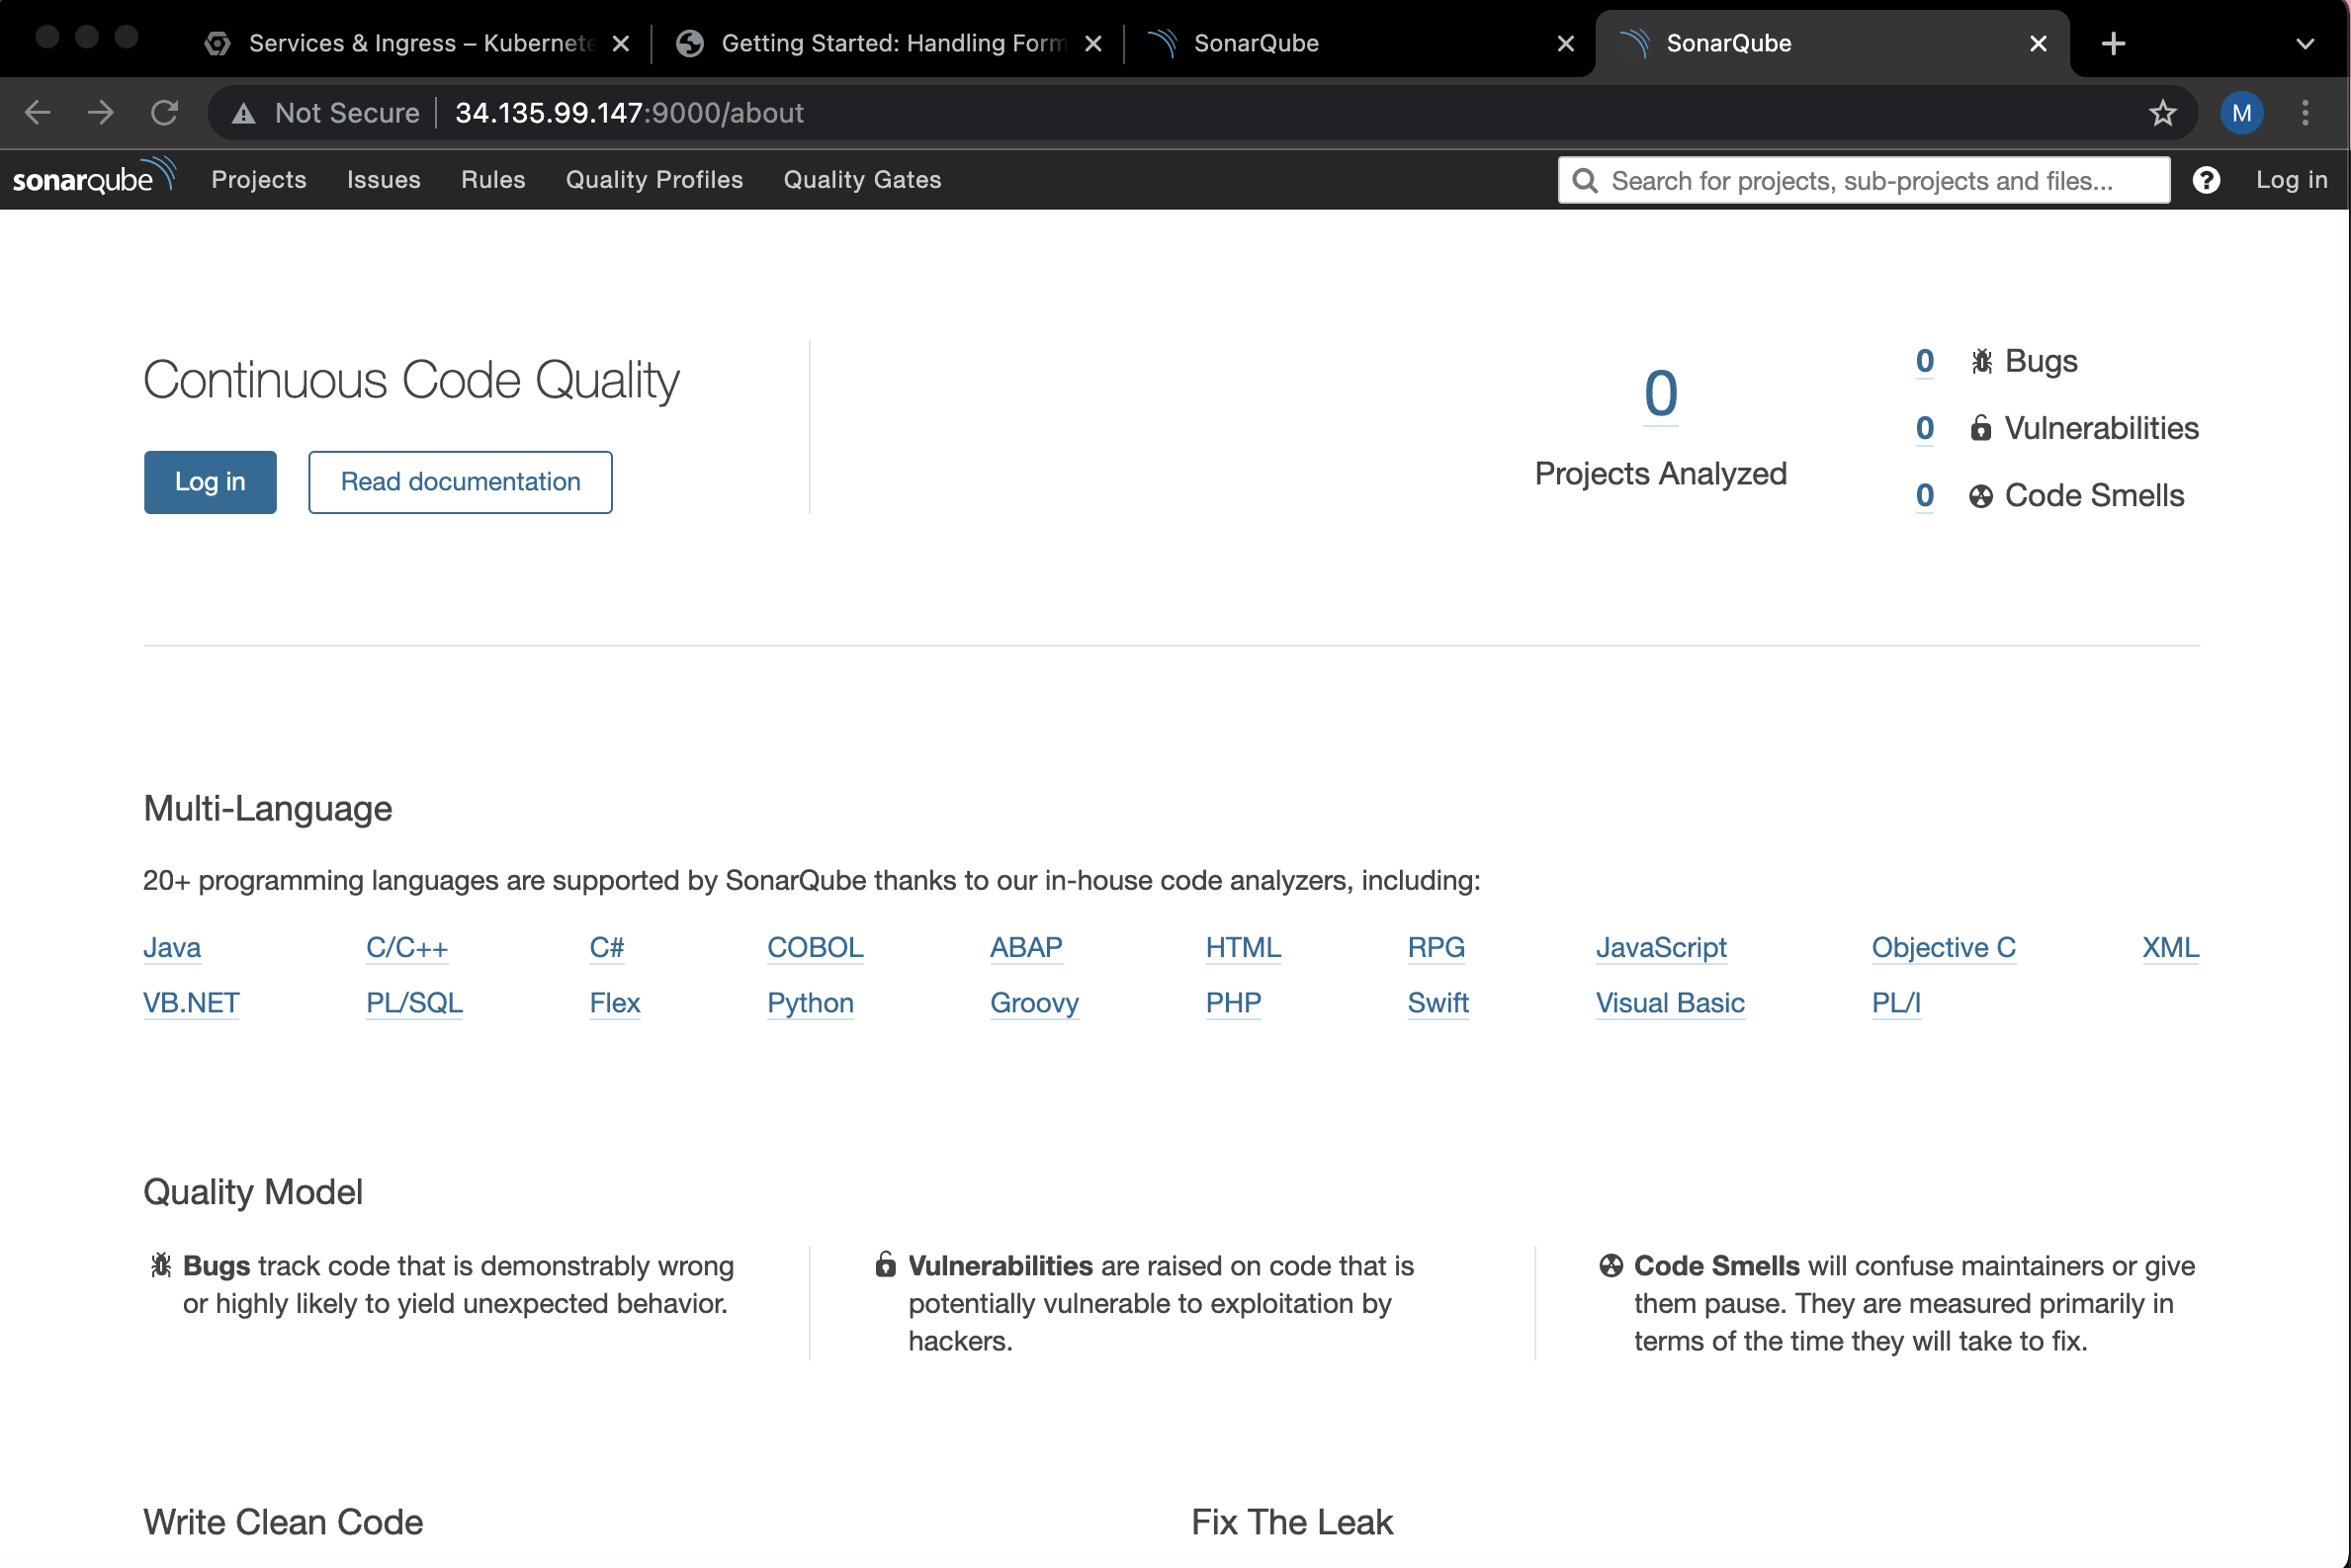 Services & Ingress – Kubernete
Getting Started: Handling Form
SonarQube
SonarQube
Not Secure 34.135.99.147:9000/about
M
sonarqube Projects Issues Rules Quality Profiles Quality Gates Search for projects, sub-projects and files... ? Log in
Continuous Code Quality
Log in Read documentation
0
Projects Analyzed
0 Bugs
0 Vulnerabilities
0 Code Smells
Multi-Language
20+ programming languages are supported by SonarQube thanks to our in-house code analyzers, including:
Java C/C++ C# COBOL ABAP HTML RPG JavaScript Objective C XML
VB.NET PL/SQL Flex Python Groovy PHP Swift Visual Basic PL/I
Quality Model
Bugs track code that is demonstrably wrong
or highly likely to yield unexpected behavior.
Vulnerabilities are raised on code that is
potentially vulnerable to exploitation by
hackers.
Code Smells will confuse maintainers or give
them pause. They are measured primarily in
terms of the time they will take to fix.
Write Clean Code
Fix The Leak